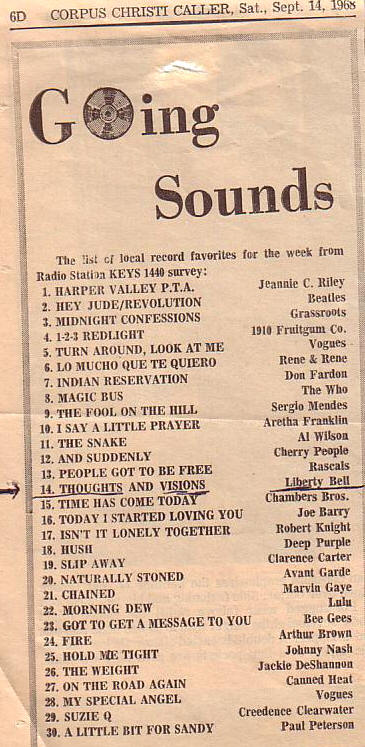 6D CORPUS CHRISTI CALLER, Sat., Sept. 14, 1968
Going
Sounds
The list of local record favorites for the week from
Radio Station KEYS 1440 survey:
1. HARPER VALLEY P.T.A. Jeannie C. Riley
2. HEY JUDE/REVOLUTION Beatles
3. MIDNIGHT CONFESSIONS Grassroots
4. 1-2-3 REDLIGHT 1910 Fruitgum Co.
5. TURN AROUND, LOOK AT ME Vogues
6. LO MUCHO QUE TE QUIERO Rene & Rene
7. INDIAN RESERVATION Don Fardon
8. MAGIC BUS The Who
9. THE FOOL ON THE HILL Sergio Mendes
10. I SAY A LITTLE PRAYER Aretha Franklin
11. THE SNAKE Al Wilson
12. AND SUDDENLY Cherry People
13. PEOPLE GOT TO BE FREE Rascals
14. THOUGHTS AND VISIONS Liberty Bell
15. TIME HAS COME TODAY Chambers Bros.
16. TODAY I STARTED LOVING YOU Joe Barry
17. ISN'T IT LONELY TOGETHER Robert Knight
18. HUSH Deep Purple
19. SLIP AWAY Clarence Carter
20. NATURALLY STONED Avant Garde
21. CHAINED Marvin Gaye
22. MORNING DEW Lulu
23. GOT TO GET A MESSAGE TO YOU Bee Gees
24. FIRE Arthur Brown
25. HOLD ME TIGHT Johnny Nash
26. THE WEIGHT Jackie DeShannon
27. ON THE ROAD AGAIN Canned Heat
28. MY SPECIAL ANGEL Vogues
29. SUZIE Q Creedence Clearwater
30. A LITTLE BIT FOR SANDY Paul Peterson